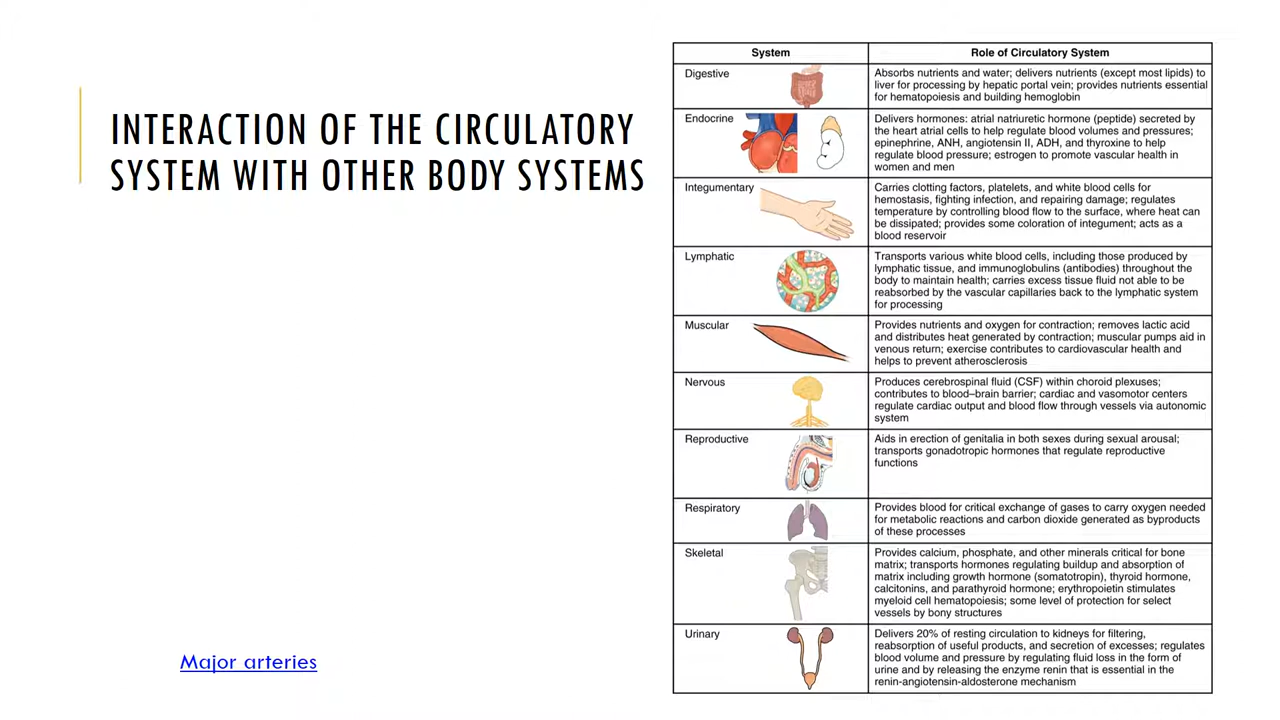 INTERACTION OF THE CIRCULATORY
SYSTEM WITH OTHER BODY SYSTEMS
Major arteries
System Role of Circulatory System
Digestive
Absorbs nutrients and water; delivers nutrients (except most lipids) to
liver for processing by hepatic portal vein; provides nutrients essential
for hematopoiesis and building hemoglobin
Endocrine
Delivers hormones: atrial natriuretic hormone (peptide) secreted by
the heart atrial cells to help regulate blood volumes and pressures;
epinephrine, ANH, angiotensin II, ADH, and thyroxine to help
regulate blood pressure; estrogen to promote vascular health in
women and men
Integumentary
Carries clotting factors, platelets, and white blood cells for
hemostasis, fighting infection, and repairing damage; regulates
temperature by controlling blood flow to the surface, where heat can
be dissipated; provides some coloration of integument; acts as a
blood reservoir
Lymphatic
Transports various white blood cells, including those produced by
lymphatic tissue, and immunoglobulins (antibodies) throughout the
body to maintain health; carries excess tissue fluid not able to be
reabsorbed by the vascular capillaries back to the lymphatic system
for processing
Muscular
Provides nutrients and oxygen for contraction; removes lactic acid
and distributes heat generated by contraction; muscular pumps aid in
venous return; exercise contributes to cardiovascular health and
helps to prevent atherosclerosis
Nervous
Produces cerebrospinal fluid (CSF) within choroid plexuses;
contributes to blood–brain barrier; cardiac and vasomotor centers
regulate cardiac output and blood flow through vessels via autonomic
system
Reproductive
Aids in erection of genitalia in both sexes during sexual arousal;
transports gonadotropic hormones that regulate reproductive
functions
Respiratory
Provides blood for critical exchange of gases to carry oxygen needed
for metabolic reactions and carbon dioxide generated as byproducts
of these processes
Skeletal
Provides calcium, phosphate, and other minerals critical for bone
matrix; transports hormones regulating buildup and absorption of
matrix including growth hormone (somatotropin), thyroid hormone,
calcitonins, and parathyroid hormone; erythropoietin stimulates
myeloid cell hematopoiesis; some level of protection for select
vessels by bony structures
Urinary
Delivers 20% of resting circulation to kidneys for filtering,
reabsorption of useful products, and secretion of excesses; regulates
blood volume and pressure by regulating fluid loss in the form of
urine and by releasing the enzyme renin that is essential in the
renin-angiotensin-aldosterone mechanism